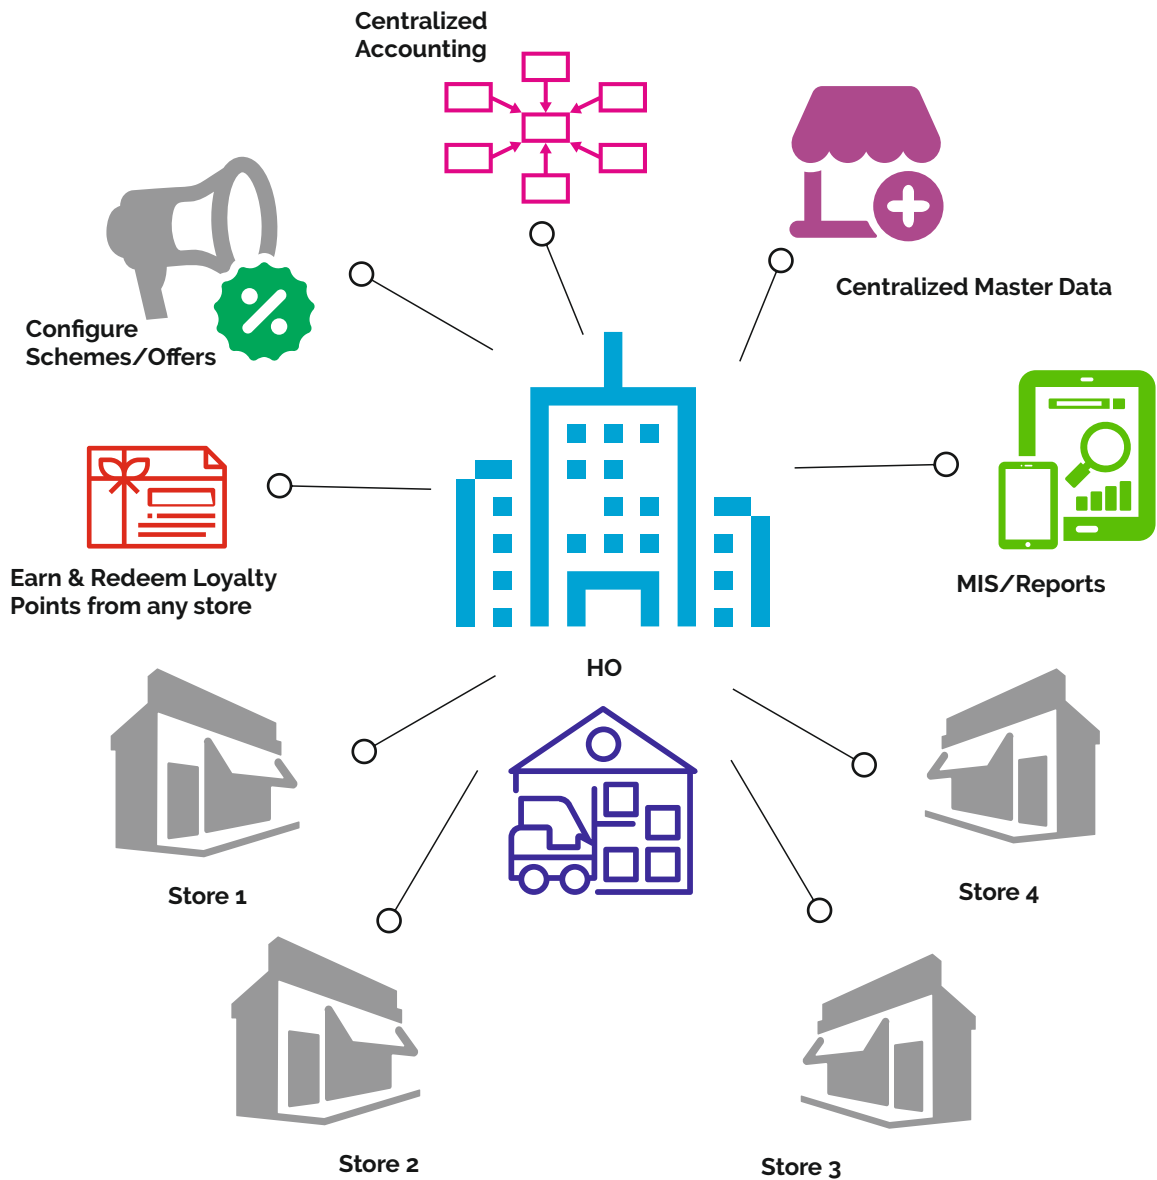 Centralized
Accounting
Centralized Master Data
Configure
Schemes/Offers
Earn & Redeem Loyalty
Points from any store
MIS/Reports
HO
Store 1
Store 4
Store 2
Store 3